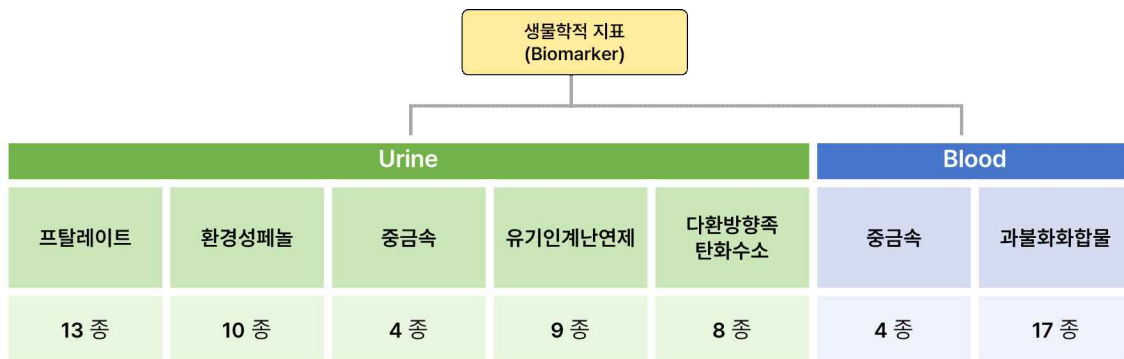 생물학적 지표
(Biomarker)
Urine
Blood
프탈레이트
환경성페놀
중금속
유기인계난연제
다환방향족
탄화수소
중금속
과불화화합물
13 종
10 종
4 종
9 종
8 종
4 종
17 종